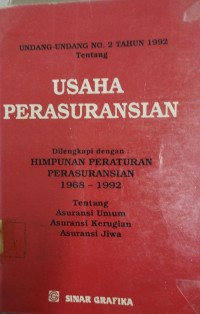 UNDANG-UNDANG NO. 2 TAHUN 1992
Tentang
USAHA
PERASURANSIAN
Dilengkapi dengan :
HIMPUNAN PERATURAN
PERASURANSIAN
1968 - 1992
Tentang
Asuransi Umum
Asuransi Kerugian
Asuransi Jiwa
SINAR GRAFIKA